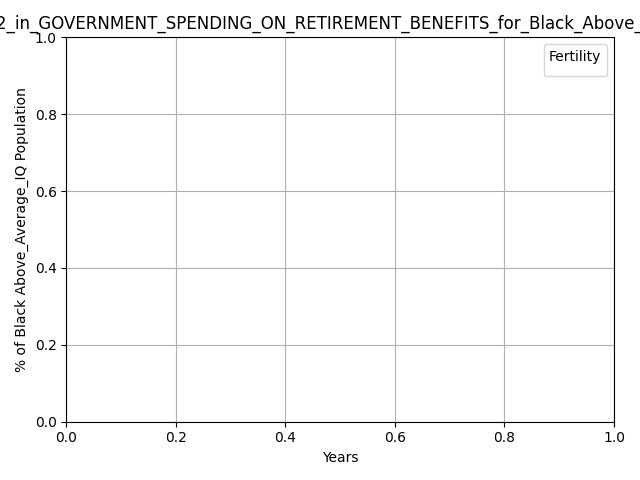 2_in_GOVERNMENT_SPENDING_ON_RETIREMENT_BENEFITS_for_Black_Above_
Fertility
% of Black Above_Average_IQ Population
1.0
0.8
0.6
0.4
0.2
0.0
0.0 0.2 0.4 0.6 0.8 1.0
Years